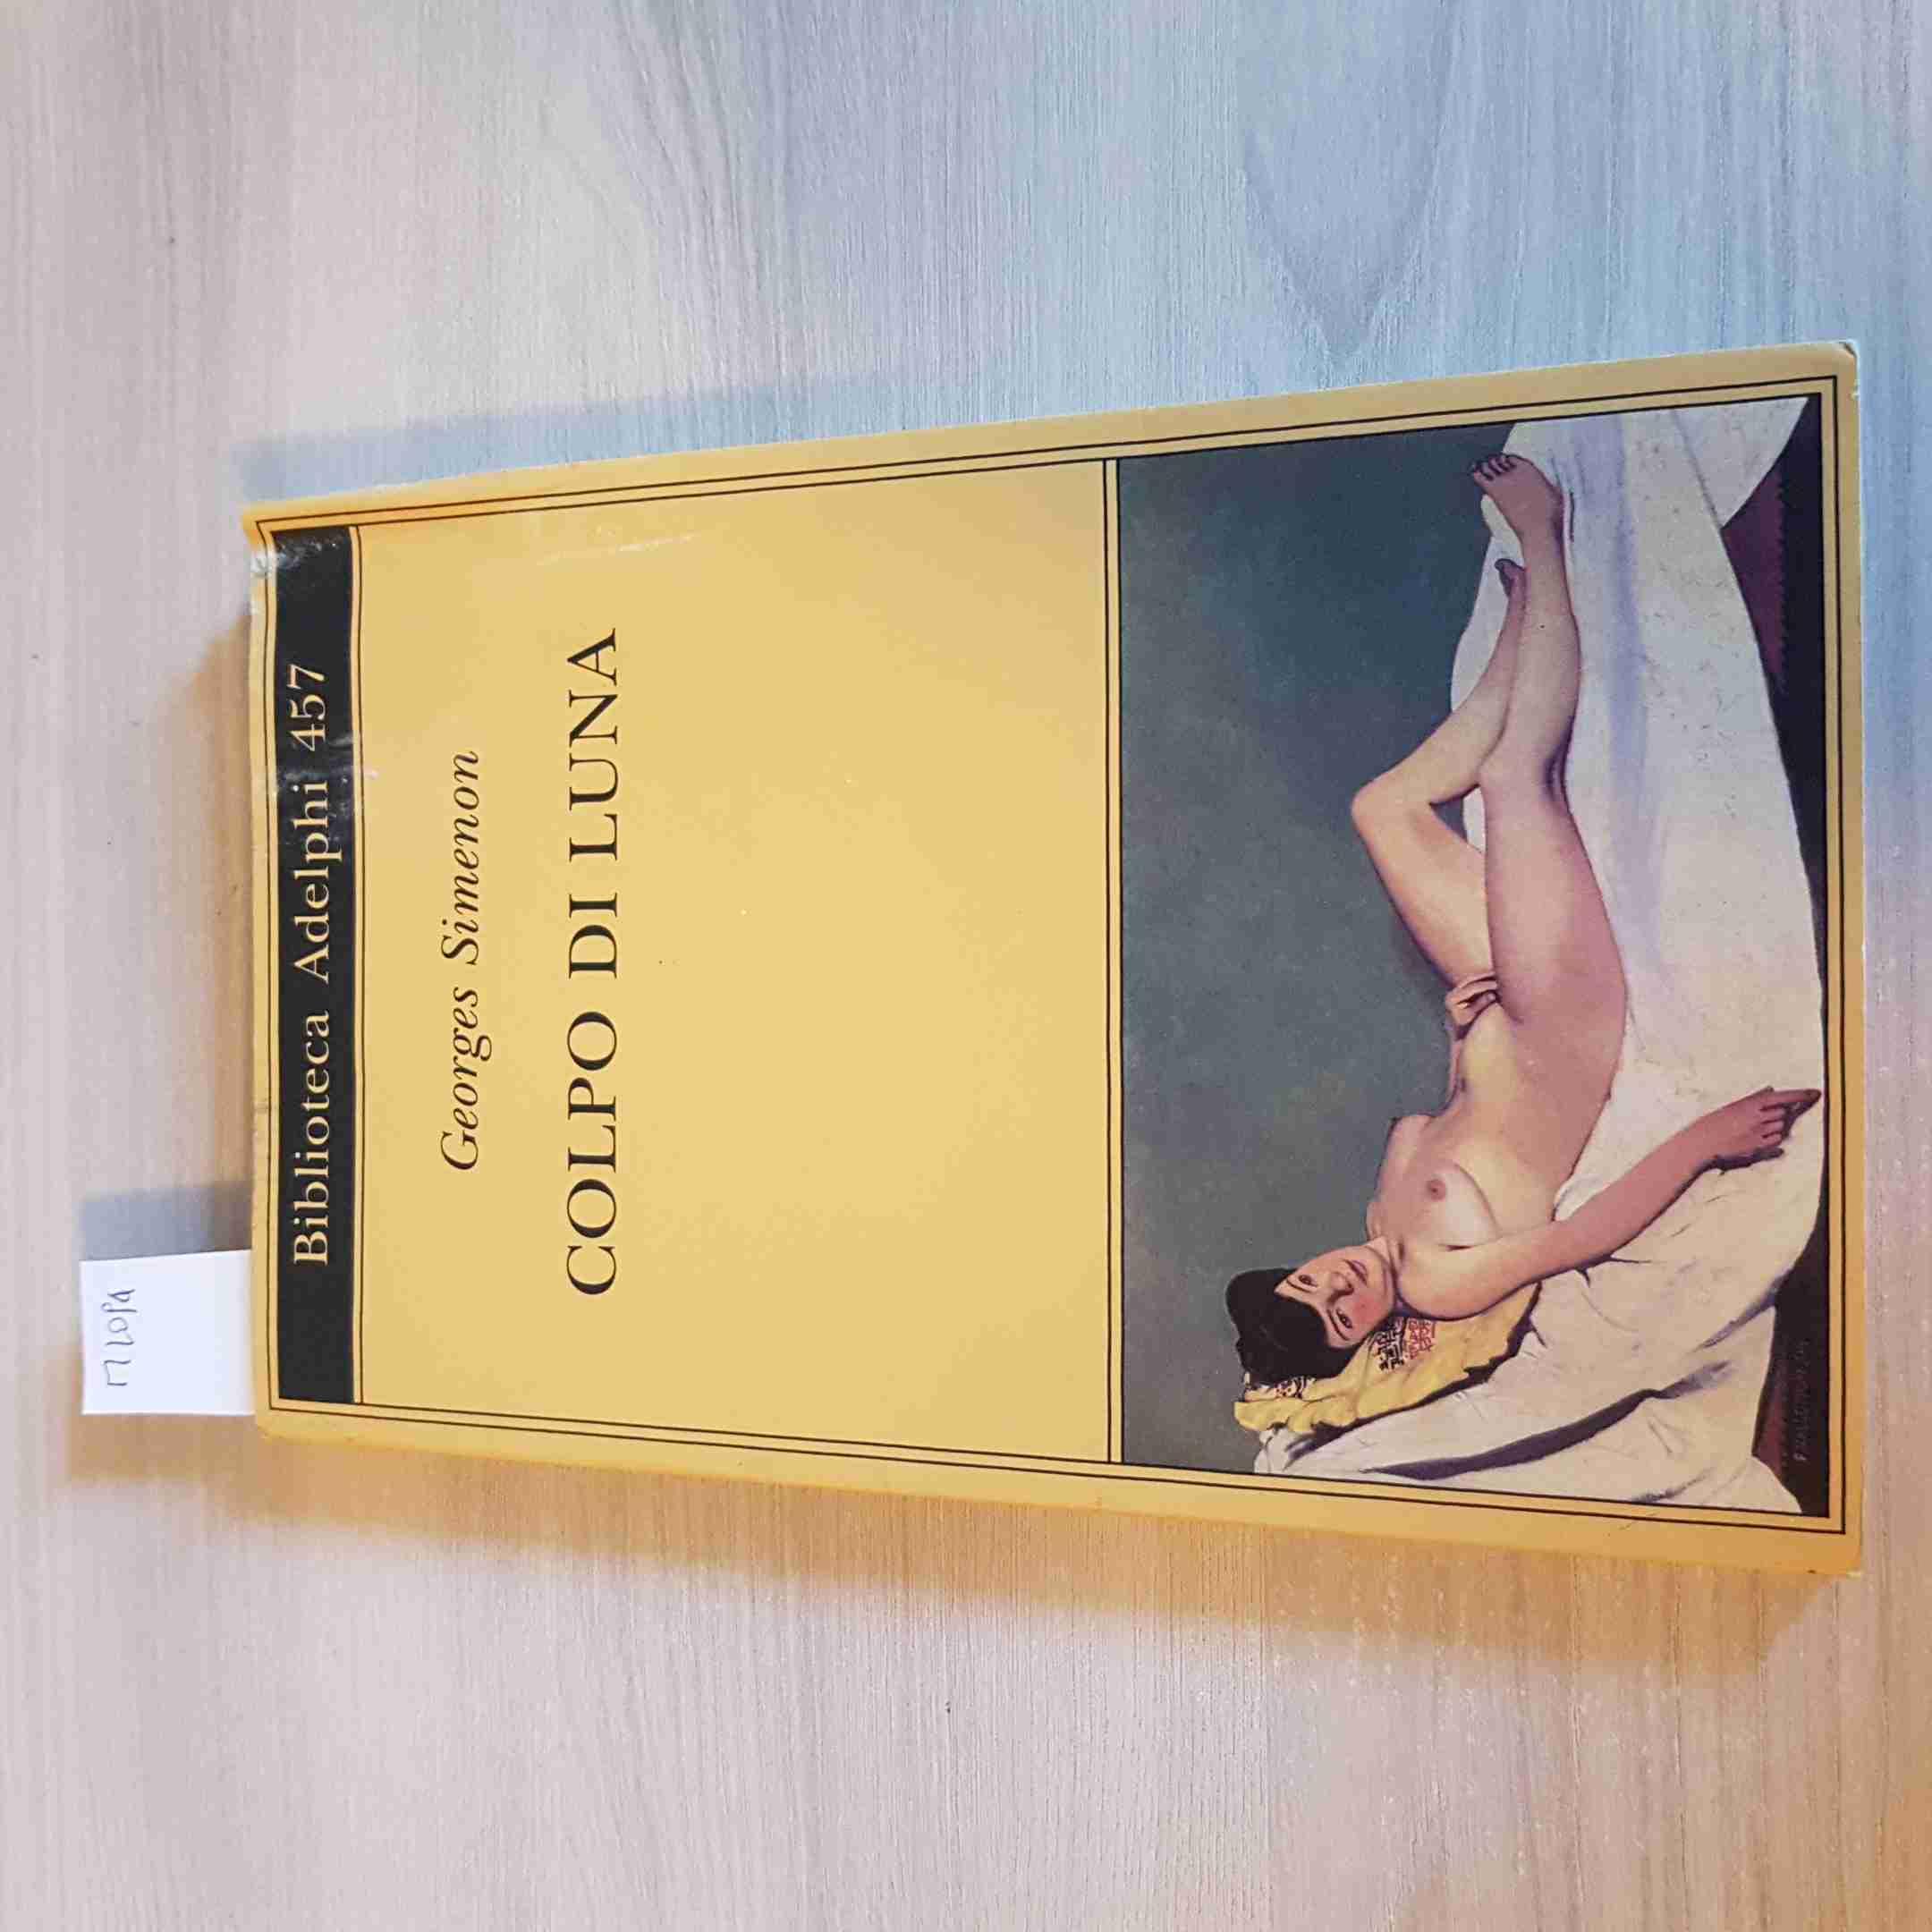 Biblioteca Adelphi 457
Georges Simenon
COLPO DI LUNA